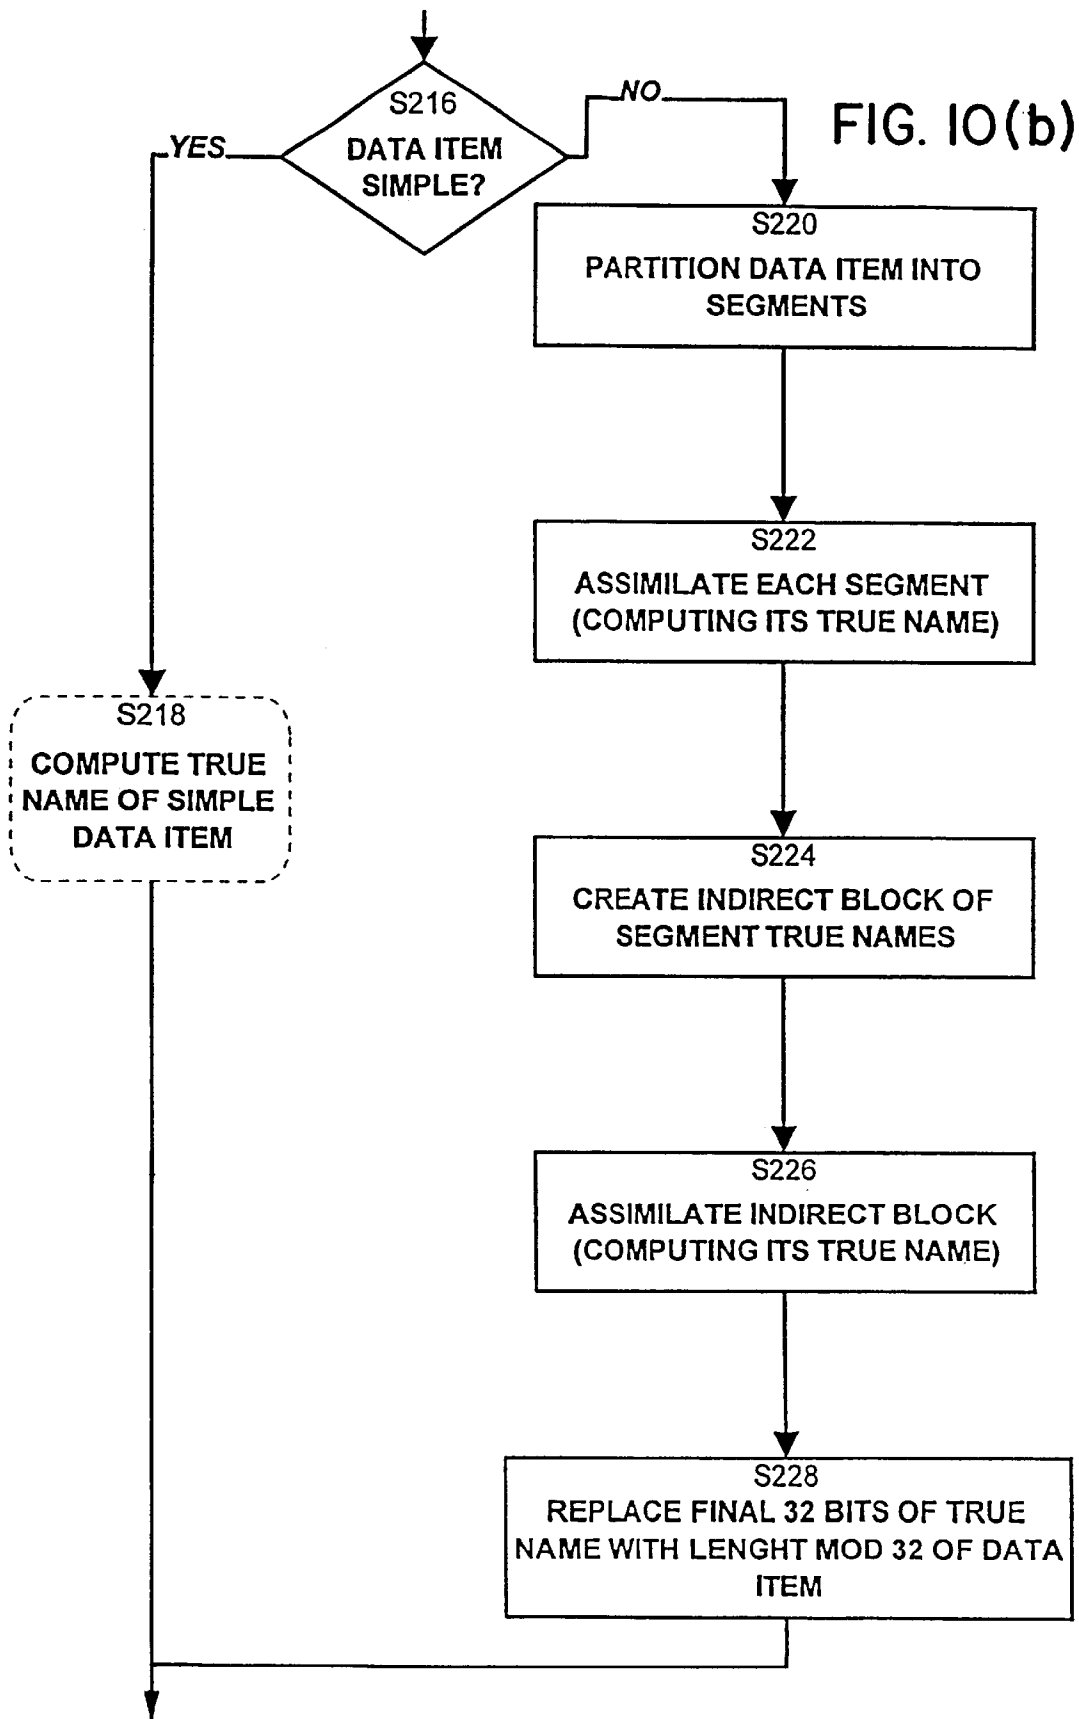 FIG. 10(b)
S216
DATA ITEM
SIMPLE?
YES
NO
S220
PARTITION DATA ITEM INTO
SEGMENTS
S222
ASSIMILATE EACH SEGMENT
(COMPUTING ITS TRUE NAME)
S218
COMPUTE TRUE
NAME OF SIMPLE
DATA ITEM
S224
CREATE INDIRECT BLOCK OF
SEGMENT TRUE NAMES
S226
ASSIMILATE INDIRECT BLOCK
(COMPUTING ITS TRUE NAME)
S228
REPLACE FINAL 32 BITS OF TRUE
NAME WITH LENGHT MOD 32 OF DATA
ITEM